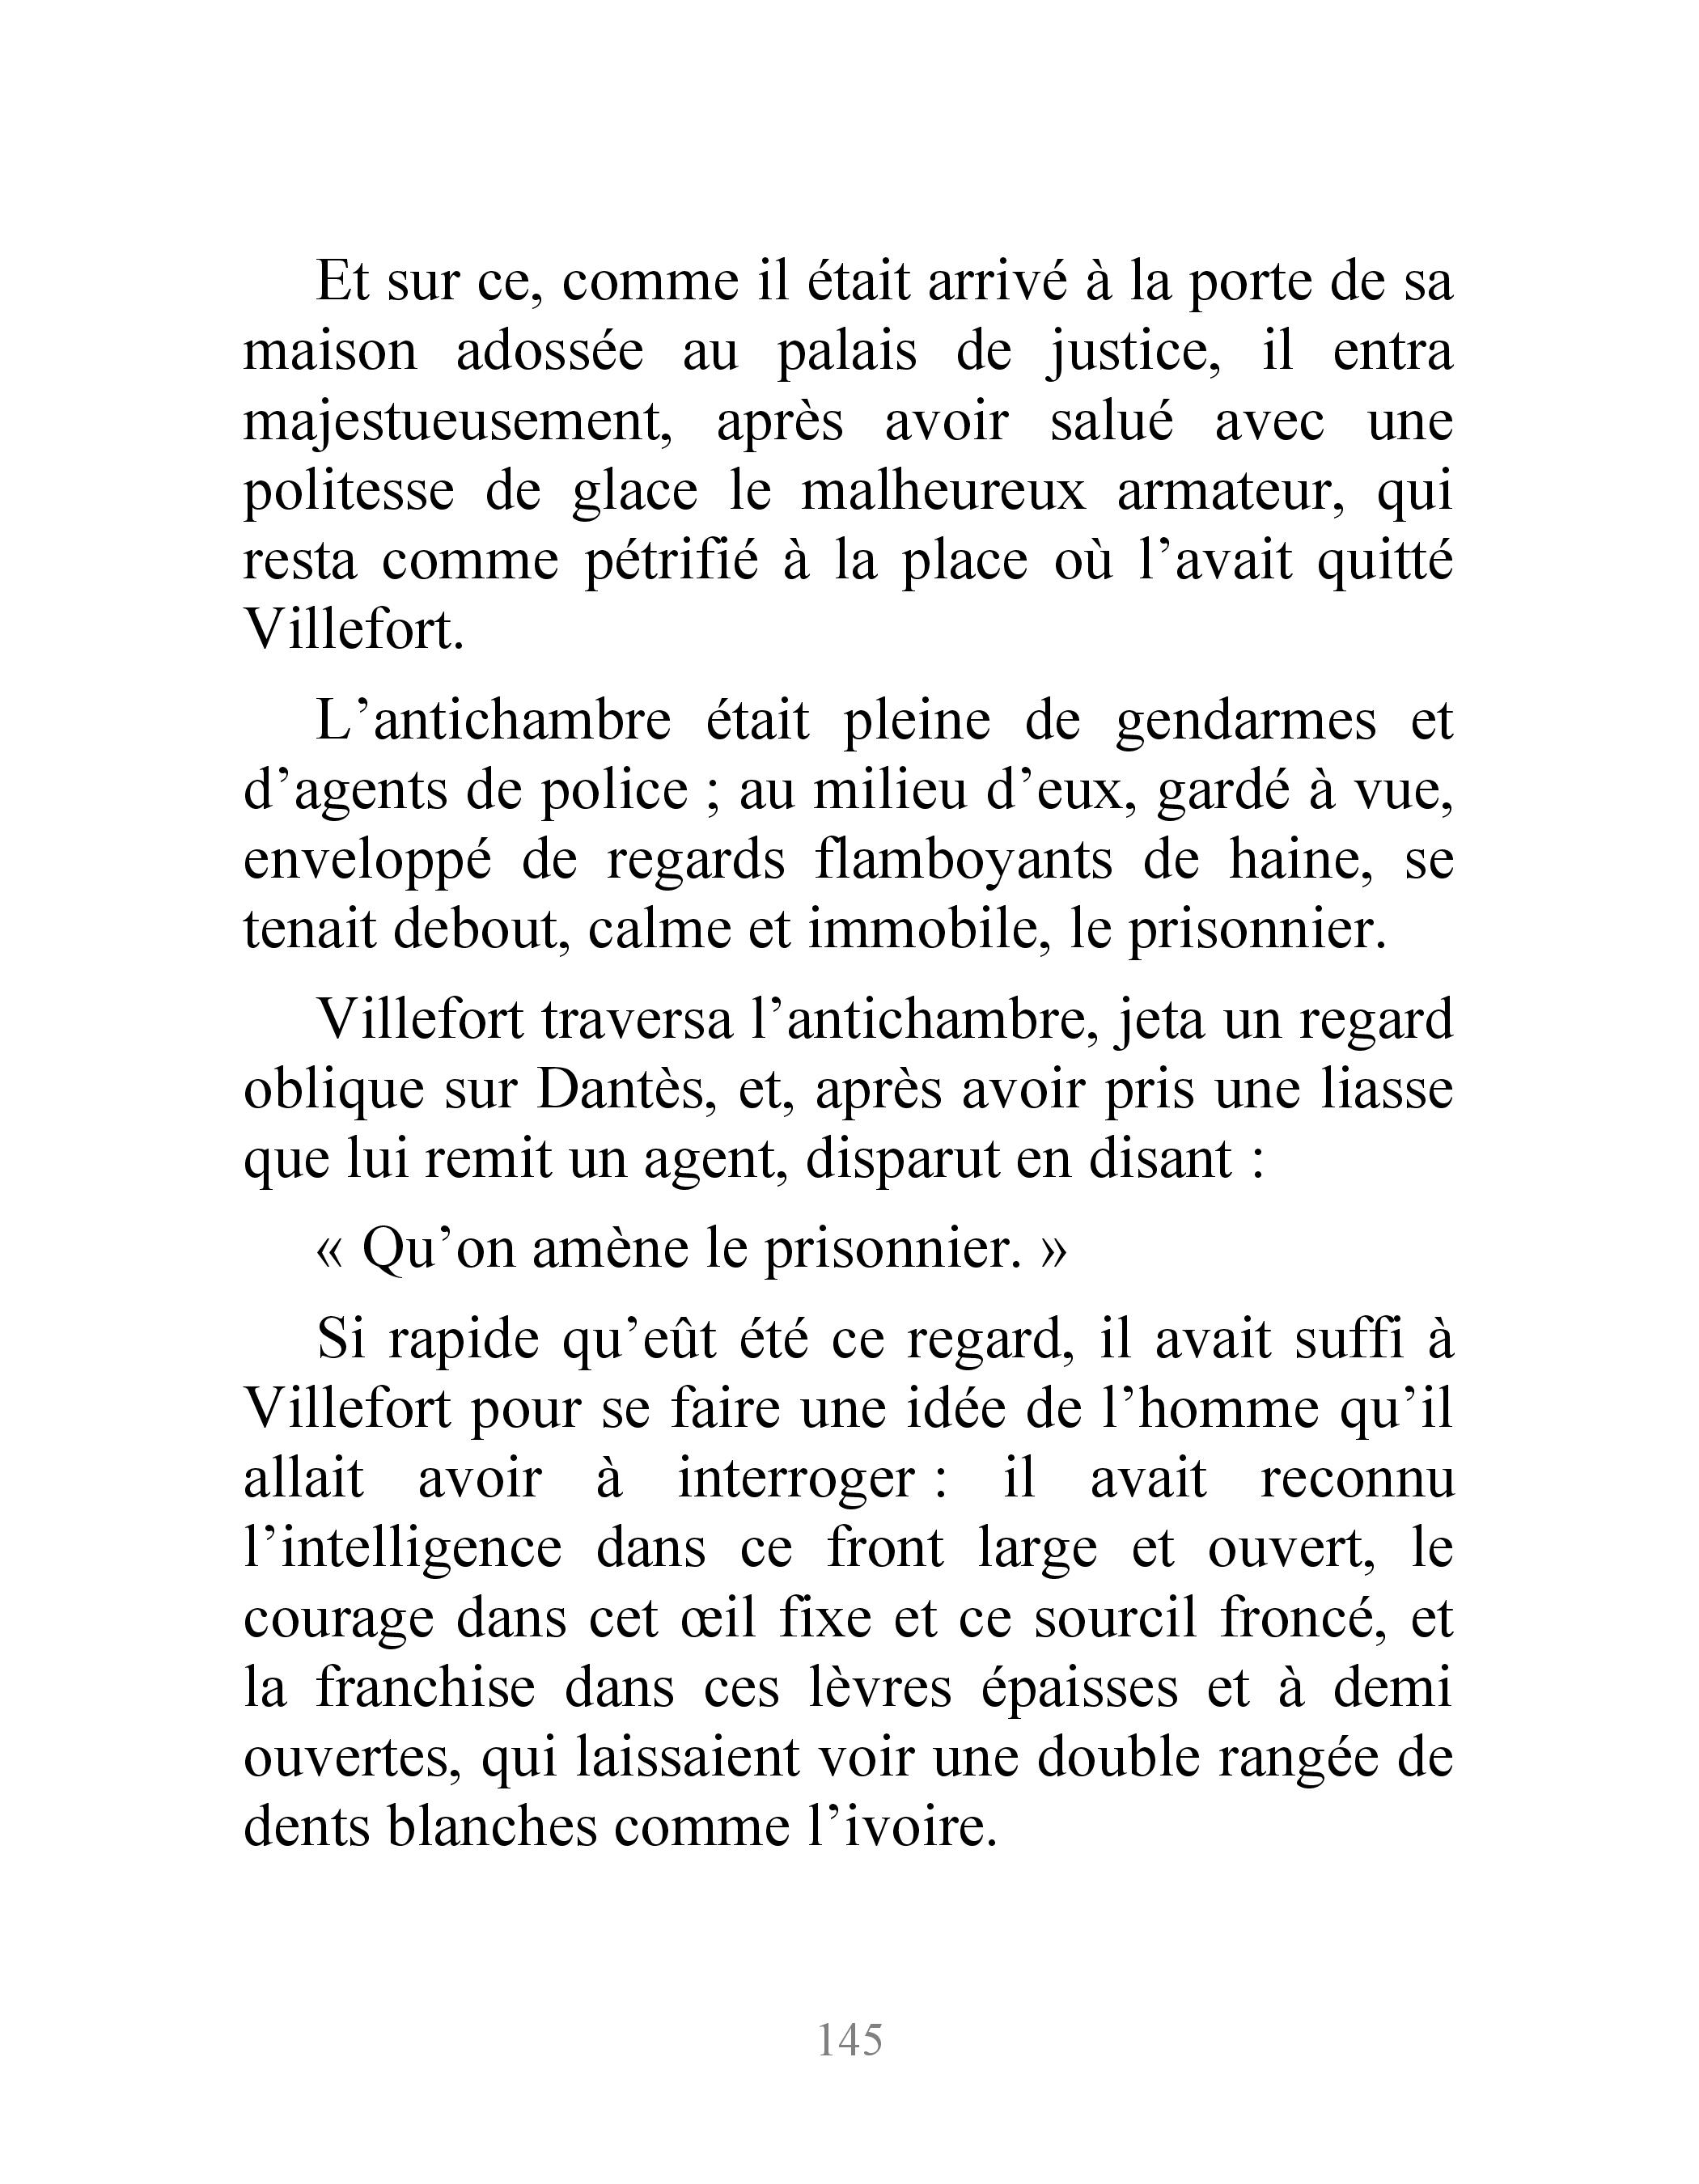 Et sur ce, comme il était arrivé à la porte de sa
maison adossée au palais de justice, il entra
majestueusement, après avoir salué avec une
politesse de glace le malheureux armateur, qui
resta comme pétrifié à la place où l’avait quitté
Villefort.
L’antichambre était pleine de gendarmes et
d’agents de police ; au milieu d’eux, gardé à vue,
enveloppé de regards flamboyants de haine, se
tenait debout, calme et immobile, le prisonnier.
Villefort traversa l’antichambre, jeta un regard
oblique sur Dantès, et, après avoir pris une liasse
que lui remit un agent, disparut en disant :
« Qu’on amène le prisonnier. »
Si rapide qu’eût été ce regard, il avait suffi à
Villefort pour se faire une idée de l’homme qu’il
allait avoir à interroger : il avait reconnu
l’intelligence dans ce front large et ouvert, le
courage dans cet œil fixe et ce sourcil froncé, et
la franchise dans ces lèvres épaisses et à demi
ouvertes, qui laissaient voir une double rangée de
dents blanches comme l’ivoire.
145